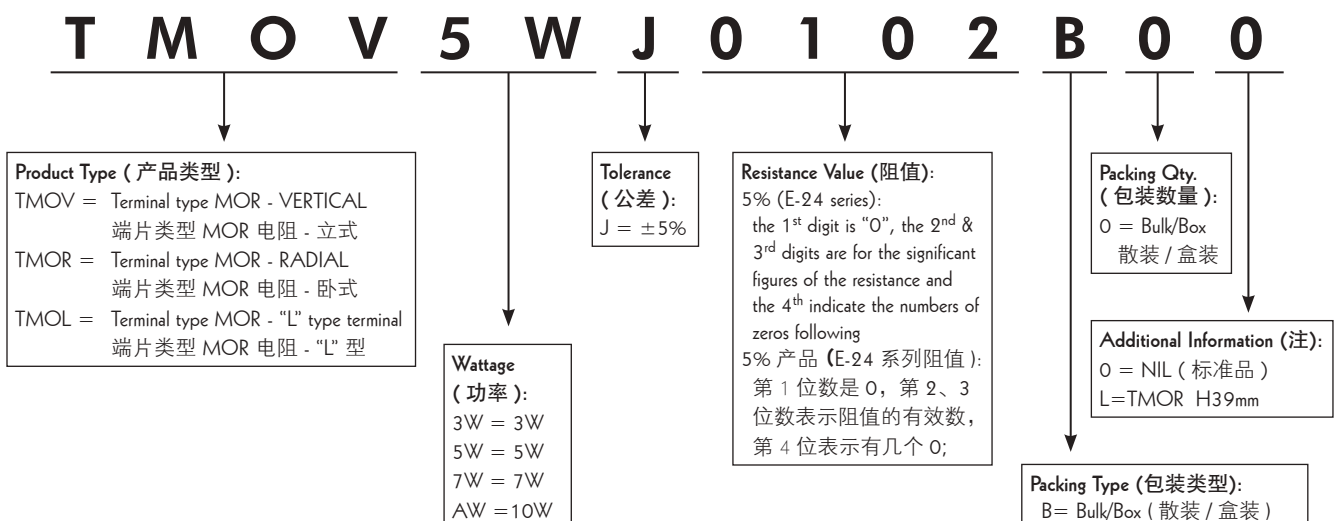 TMOV5WJ0102B00
Product Type ( 产品类型 ):
TMOV = Terminal type MOR - VERTICAL
端片类型 MOR 电阻 - 立式
TMOR = Terminal type MOR - RADIAL
端片类型 MOR 电阻 - 卧式
TMOL = Terminal type MOR - “L” type terminal
端片类型 MOR 电阻 - “L” 型
Wattage
( 功率 ):
3W = 3W
5W = 5W
7W = 7W
AW =10W
Tolerance
( 公差 ):
J = ±5%
Resistance Value (阻值):
5% (E-24 series):
the 1st digit is “0”, the 2nd &
3rd digits are for the significant
figures of the resistance and
the 4th indicate the numbers of
zeros following
5% 产品 (E-24 系列阻值 ):
第 1 位数是 0，第 2、3
位数表示阻值的有效数，
第 4 位表示有几个 0;
Packing Qty.
( 包装数量 ):
0 = Bulk/Box
散装 / 盒装
Additional Information (注):
0 = NIL ( 标准品 )
L=TMOR H39mm
Packing Type (包装类型):
B= Bulk/Box ( 散装 / 盒装 )